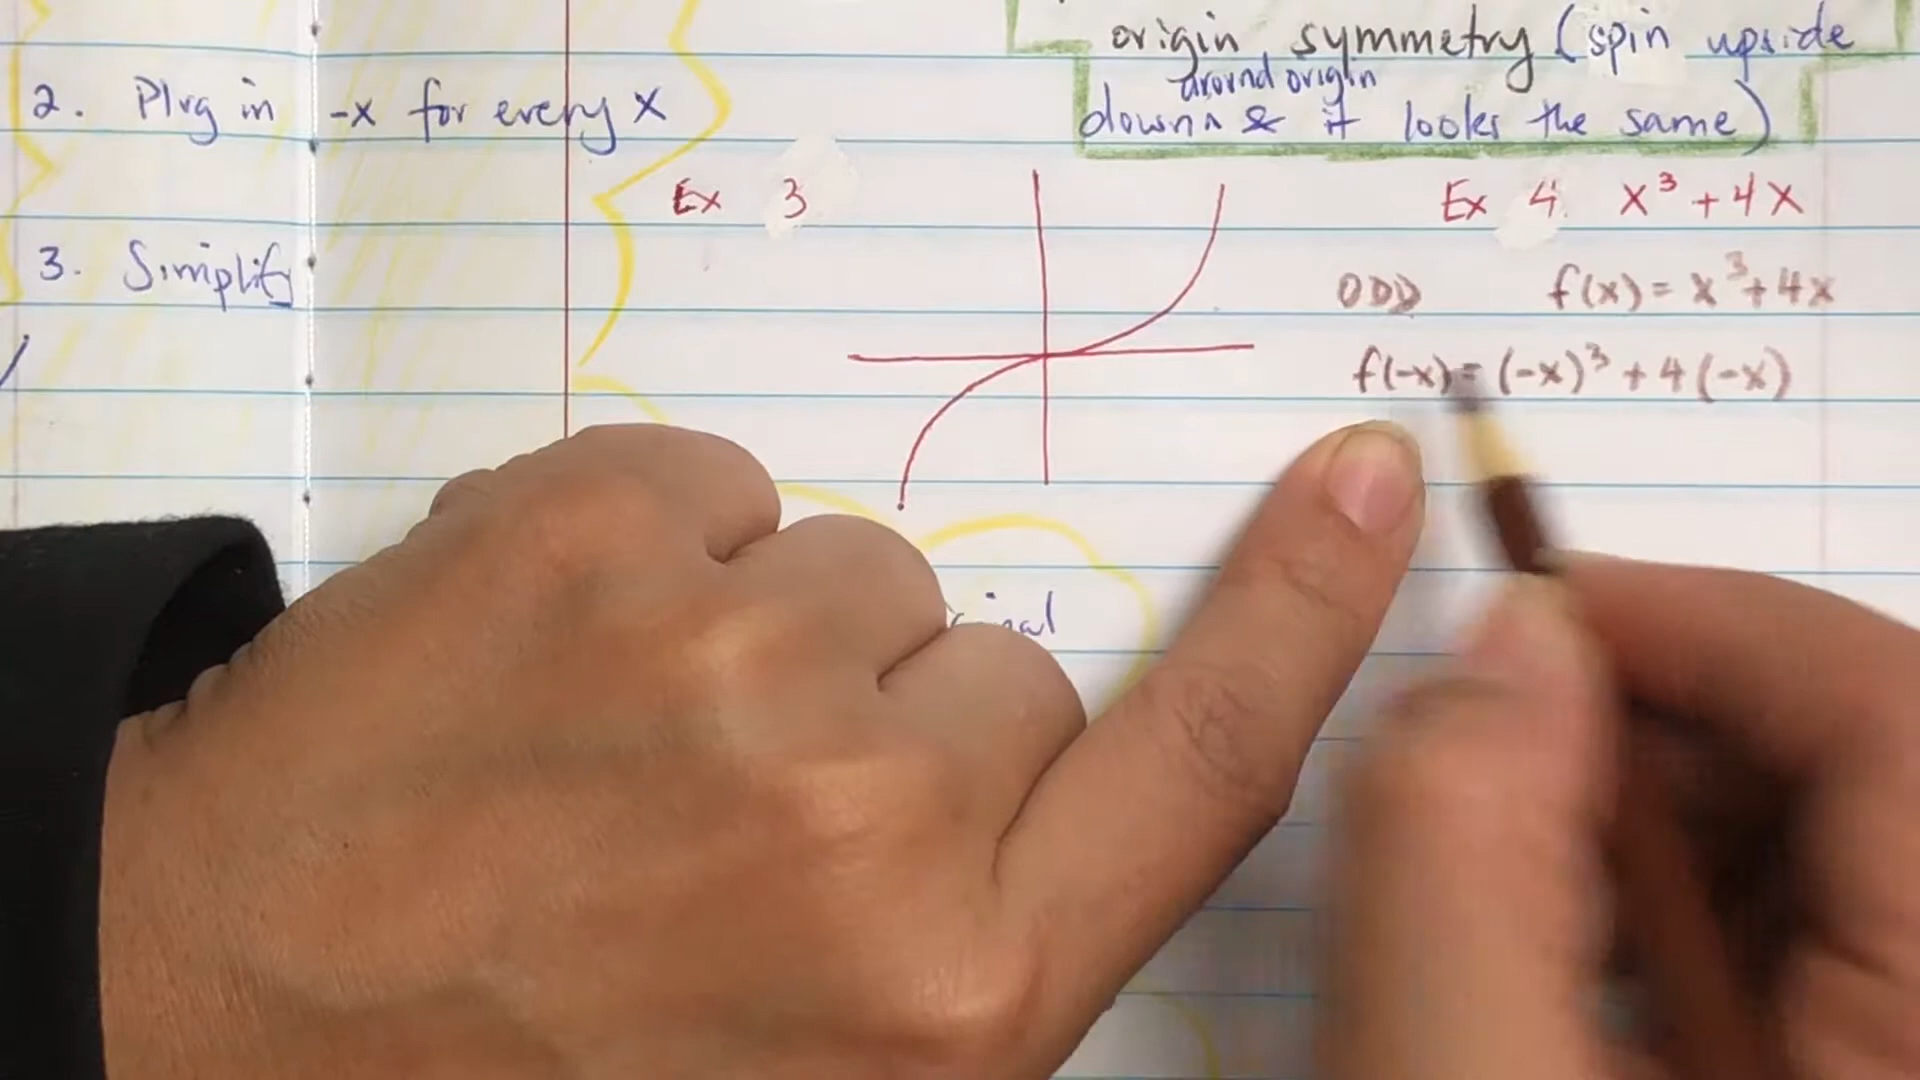 2. Plug in -x for every x
3. Simplify
origin symmetry (spin upside
around origin
down ^ & it looks the same)
Ex 3
Ex 4. x³ + 4x
ODD f(x) = x³ + 4x
f(-x) = (-x)³ + 4(-x)